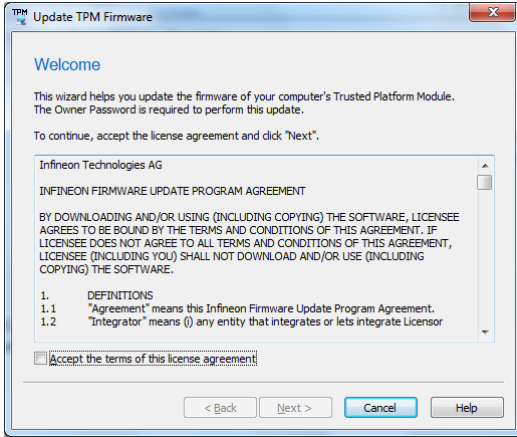 TPM Update TPM Firmware
Welcome
This wizard helps you update the firmware of your computer's Trusted Platform Module.
The Owner Password is required to perform this update.
To continue, accept the license agreement and click "Next".
Infineon Technologies AG
INFINEON FIRMWARE UPDATE PROGRAM AGREEMENT
BY DOWNLOADING AND/OR USING (INCLUDING COPYING) THE SOFTWARE, LICENSEE
AGREES TO BE BOUND BY THE TERMS AND CONDITIONS OF THIS AGREEMENT. IF
LICENSEE DOES NOT AGREE TO ALL TERMS AND CONDITIONS OF THIS AGREEMENT,
LICENSEE (INCLUDING YOU) SHALL NOT DOWNLOAD AND/OR USE (INCLUDING
COPYING) THE SOFTWARE.
1. DEFINITIONS
1.1 "Agreement" means this Infineon Firmware Update Program Agreement.
1.2 "Integrator" means (i) any entity that integrates or lets integrate Licensor
Accept the terms of this license agreement
< Back Next > Cancel Help